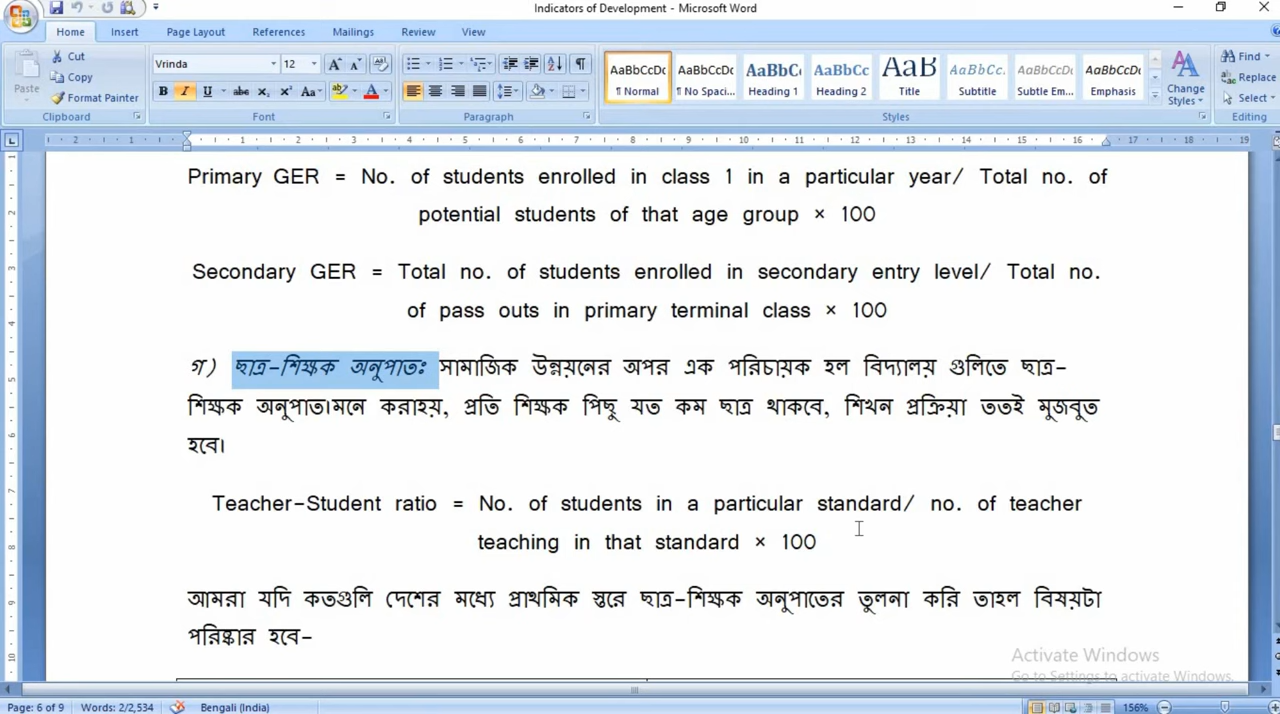 Indicators of Development - Microsoft Word
Home Insert Page Layout References Mailings Review View
Paste
Cut
Copy
Format Painter
Clipboard
Vrinda 12
Font
Paragraph
AaBbCcDc AaBbCcDc AaBbC AaBbCc AaB AaBbCc. AaBbCcDc AaBbCcDc
¶ Normal ¶ No Spaci... Heading 1 Heading 2 Title Subtitle Subtle Em... Emphasis
Change Styles
Styles
Find
Replace
Select
Editing
Primary GER = No. of students enrolled in class 1 in a particular year/ Total no. of
potential students of that age group × 100
Secondary GER = Total no. of students enrolled in secondary entry level/ Total no.
of pass outs in primary terminal class × 100
গ) ছাত্র-শিক্ষক অনুপাতঃ সামাজিক উন্নয়নের অপর এক পরিচায়ক হল বিদ্যালয় গুলিতে ছাত্র-
শিক্ষক অনুপাত।মনে করাহয়, প্রতি শিক্ষক পিছু যত কম ছাত্র থাকবে, শিখন প্রক্রিয়া ততই মুজবুত
হবে।
Teacher-Student ratio = No. of students in a particular standard/ no. of teacher
teaching in that standard × 100
আমরা যদি কতগুলি দেশের মধ্যে প্রাথমিক স্তরে ছাত্র-শিক্ষক অনুপাতের তুলনা করি তাহল বিষয়টা
পরিষ্কার হবে-
Activate Windows
Go to Settings to activate Windows.
Page: 6 of 9 Words: 2/2,534 Bengali (India) 156%